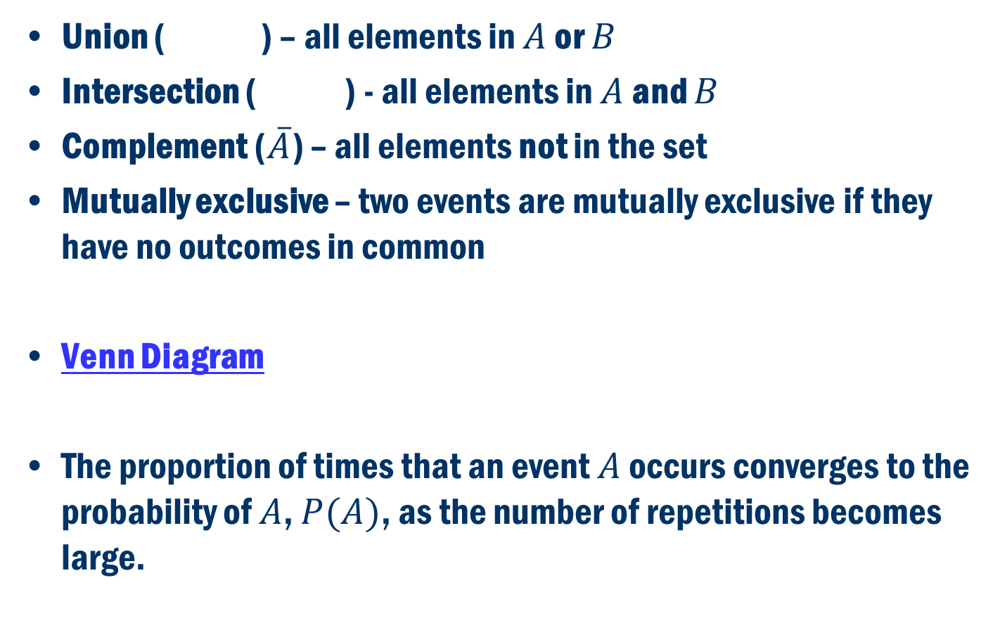 • Union (          ) – all elements in A or B
• Intersection (          ) - all elements in A and B
• Complement (A̅) – all elements not in the set
• Mutually exclusive – two events are mutually exclusive if they
have no outcomes in common
• Venn Diagram
• The proportion of times that an event A occurs converges to the
probability of A, P(A), as the number of repetitions becomes
large.